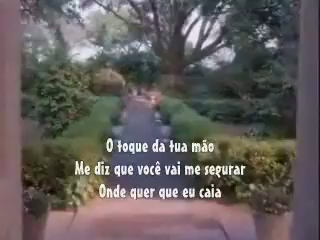 O toque da tua mão
Me diz que você vai me segurar
Onde quer que eu caia